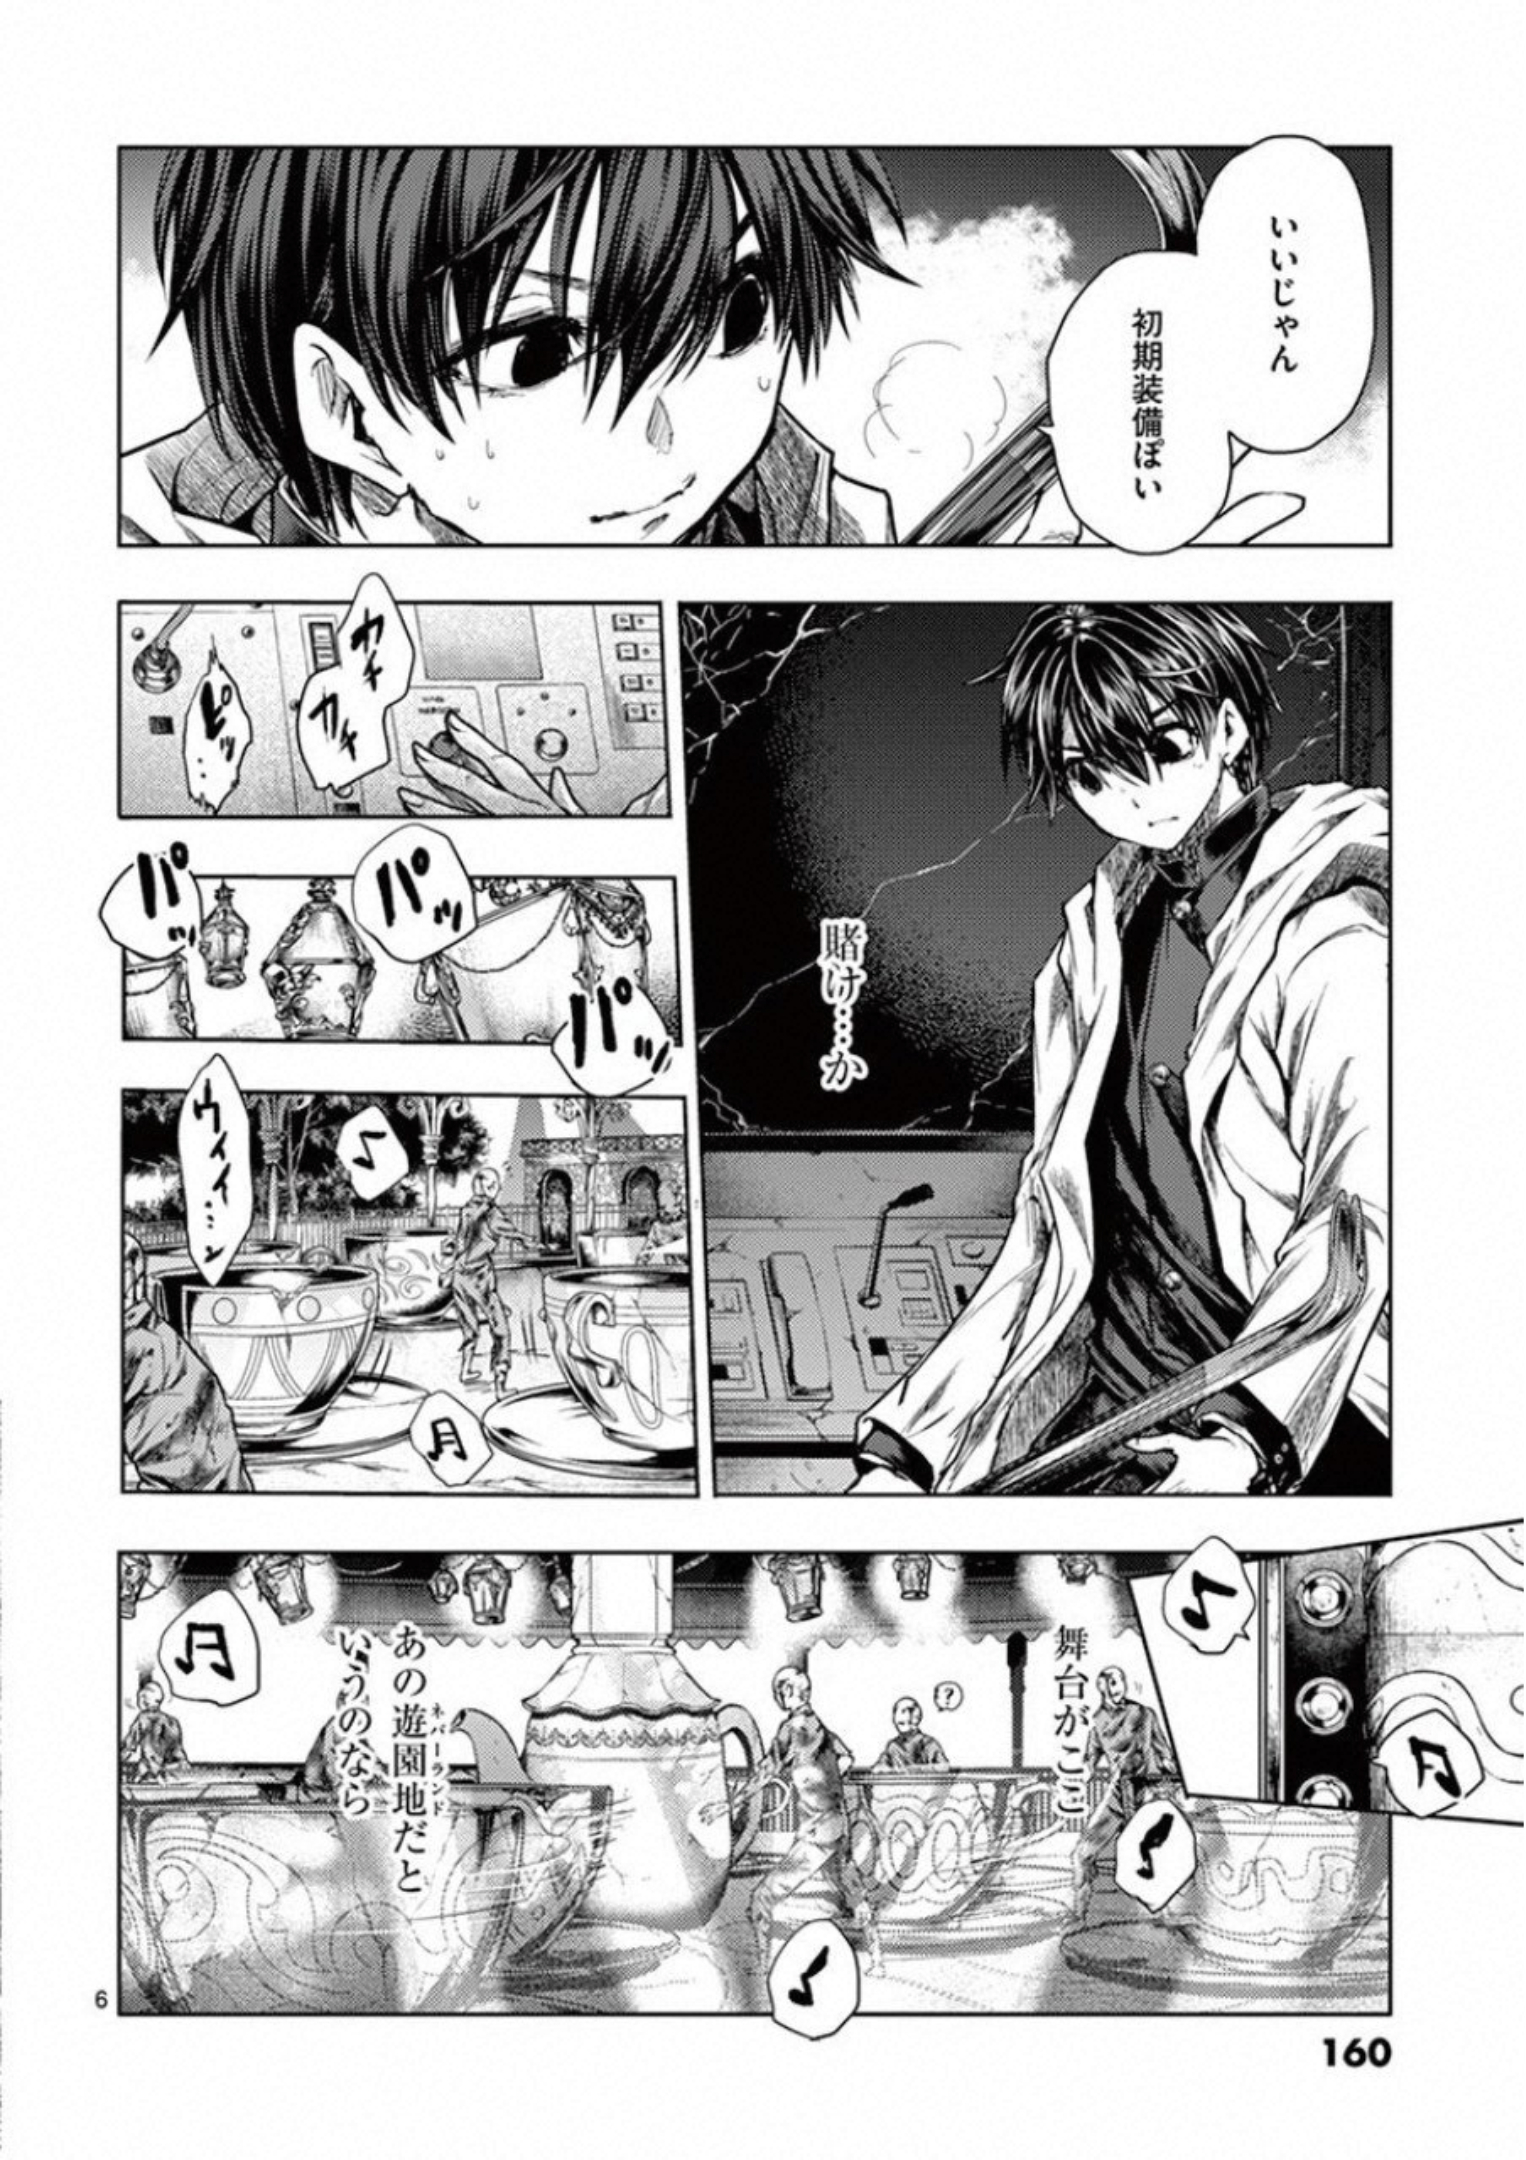 いいじゃん
初期装備ぽい
賭け…か
カチ
カチ
ピッ…
パッ
パッ
パッ
ウィィ…ン
舞台がここ
?
あの遊園地だと
ネバーランド
いうのなら
6
160